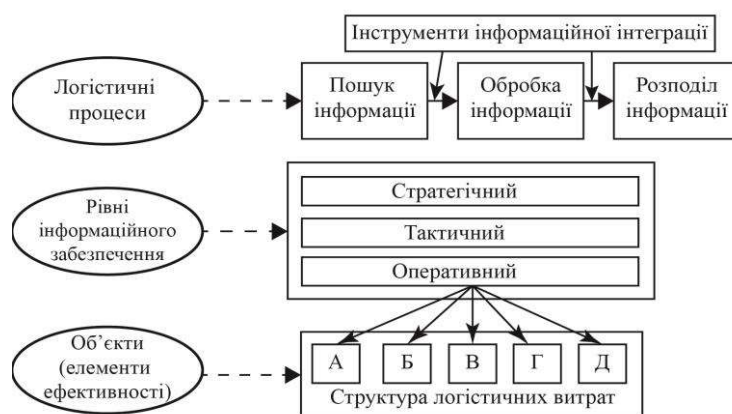 Інструменти інформаційної інтеграції
Логістичні
процеси
Пошук
інформації
Обробка
інформації
Розподіл
інформації
Рівні
інформаційного
забезпечення
Стратегічний
Тактичний
Оперативний
Об’єкти
(елементи
ефективності)
А Б В Г Д
Структура логістичних витрат